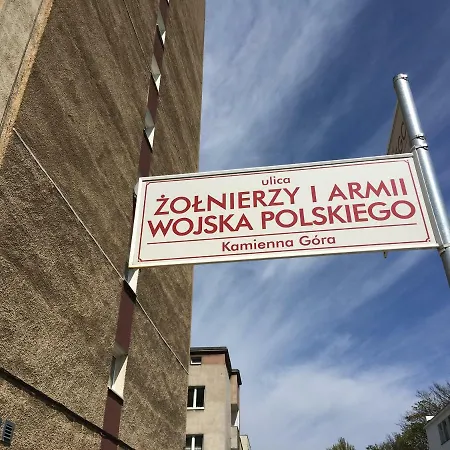 ulica
ŻOŁNIERZY I ARMII
WOJSKA POLSKIEGO
Kamienna Góra